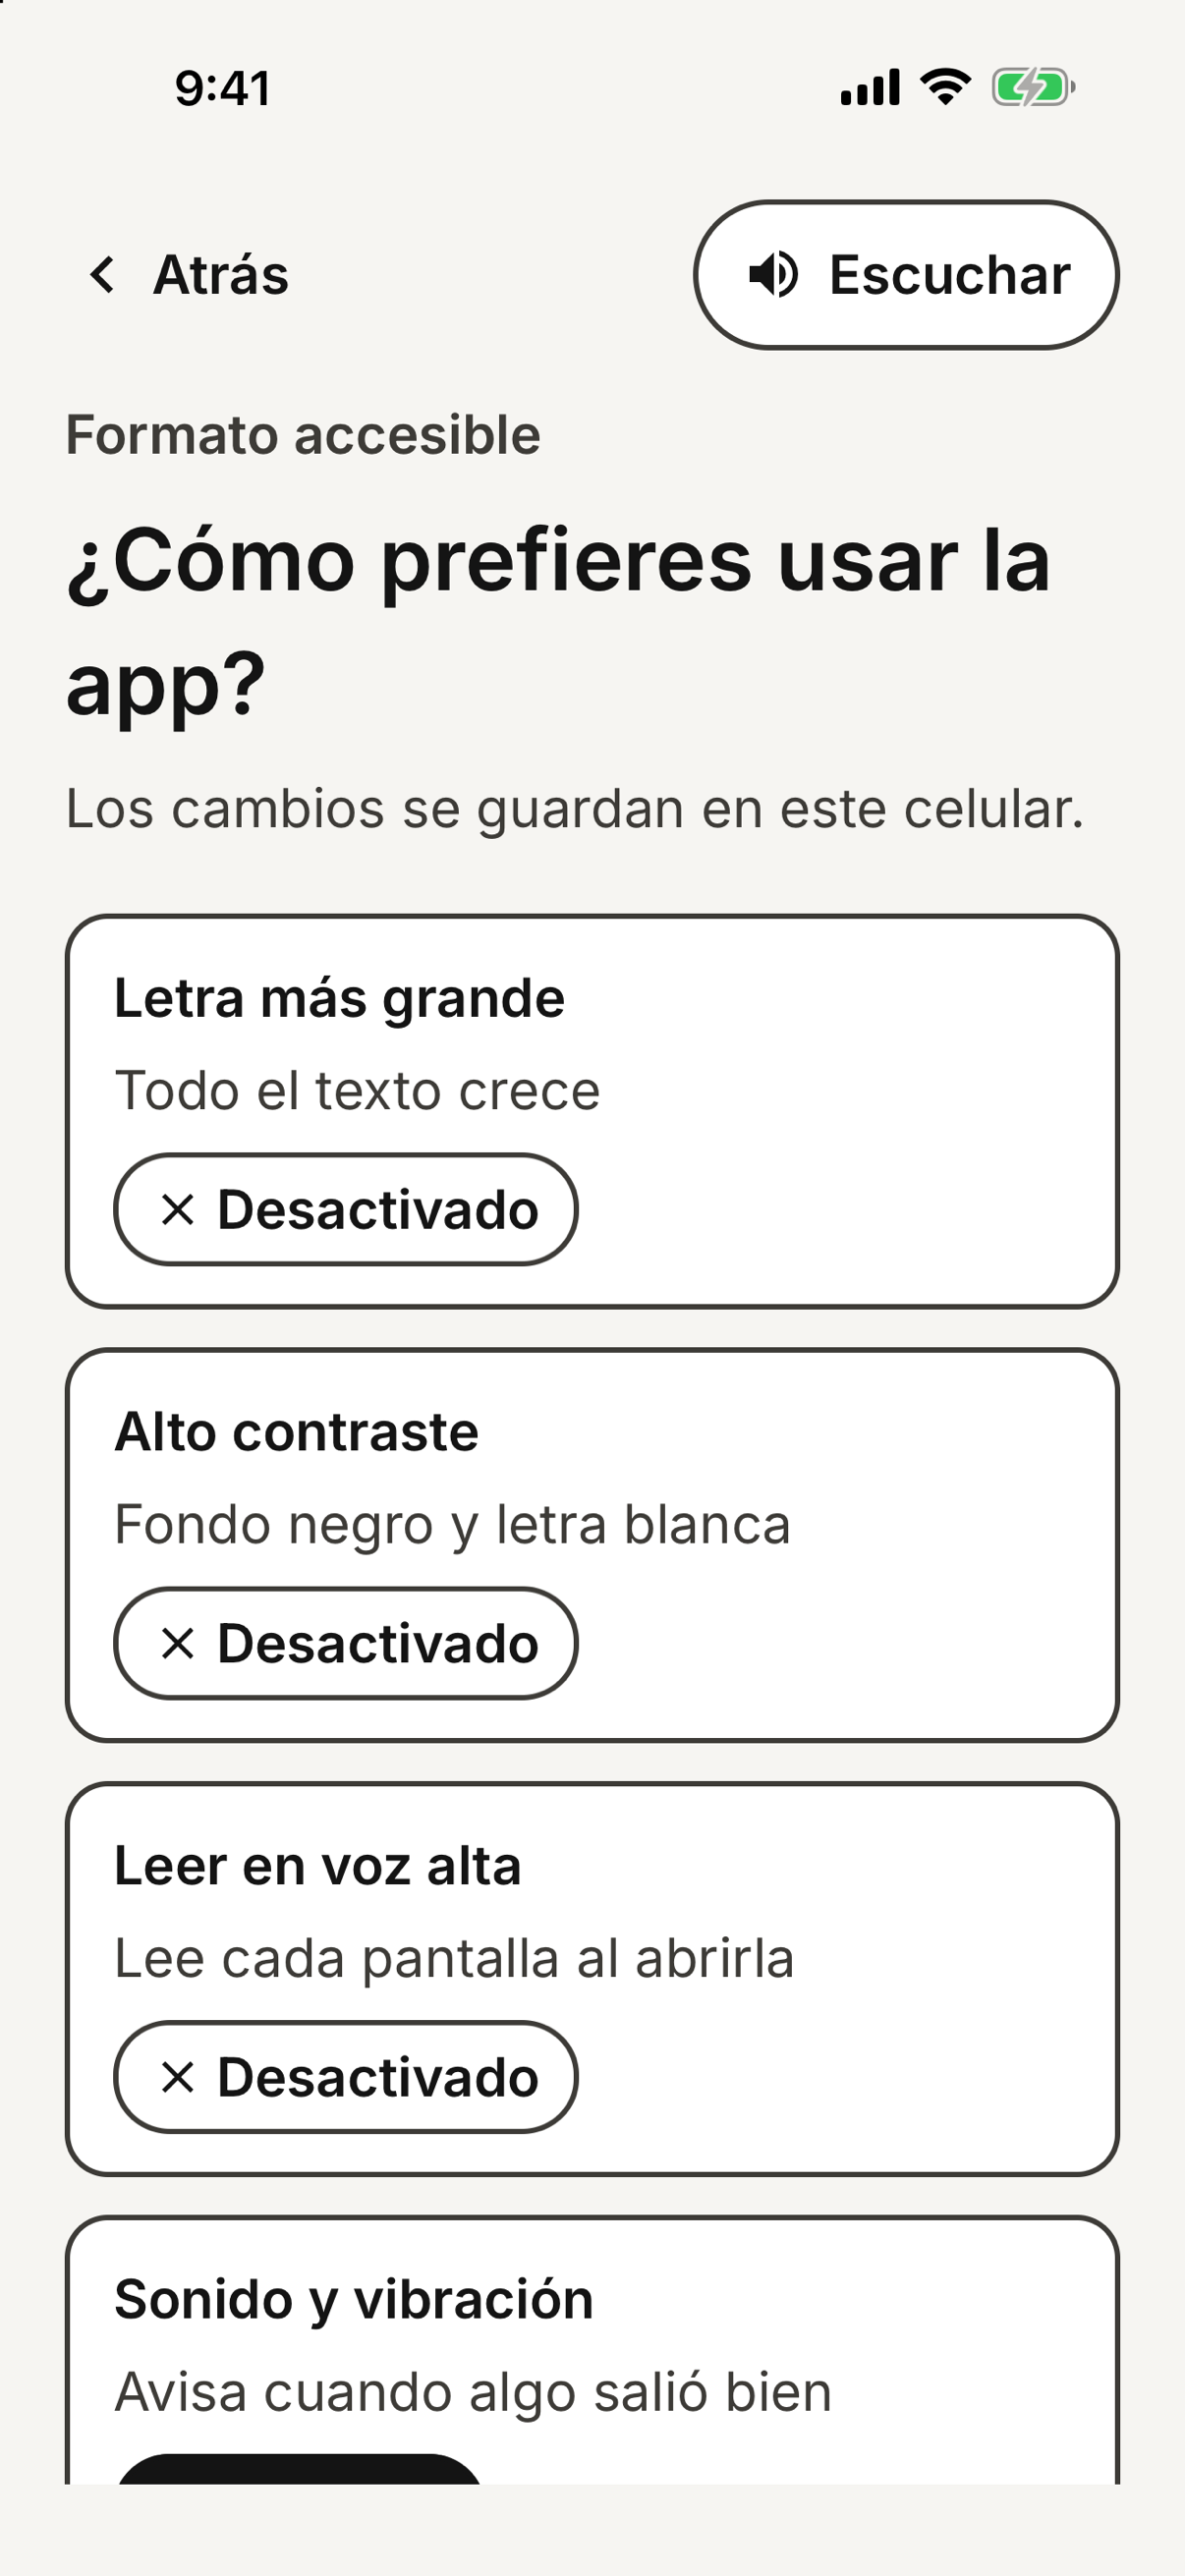 9:41
Atrás
Escuchar
Formato accesible
¿Cómo prefieres usar la
app?
Los cambios se guardan en este celular.
Letra más grande
Todo el texto crece
Desactivado
Alto contraste
Fondo negro y letra blanca
Desactivado
Leer en voz alta
Lee cada pantalla al abrirla
Desactivado
Sonido y vibración
Avisa cuando algo salió bien